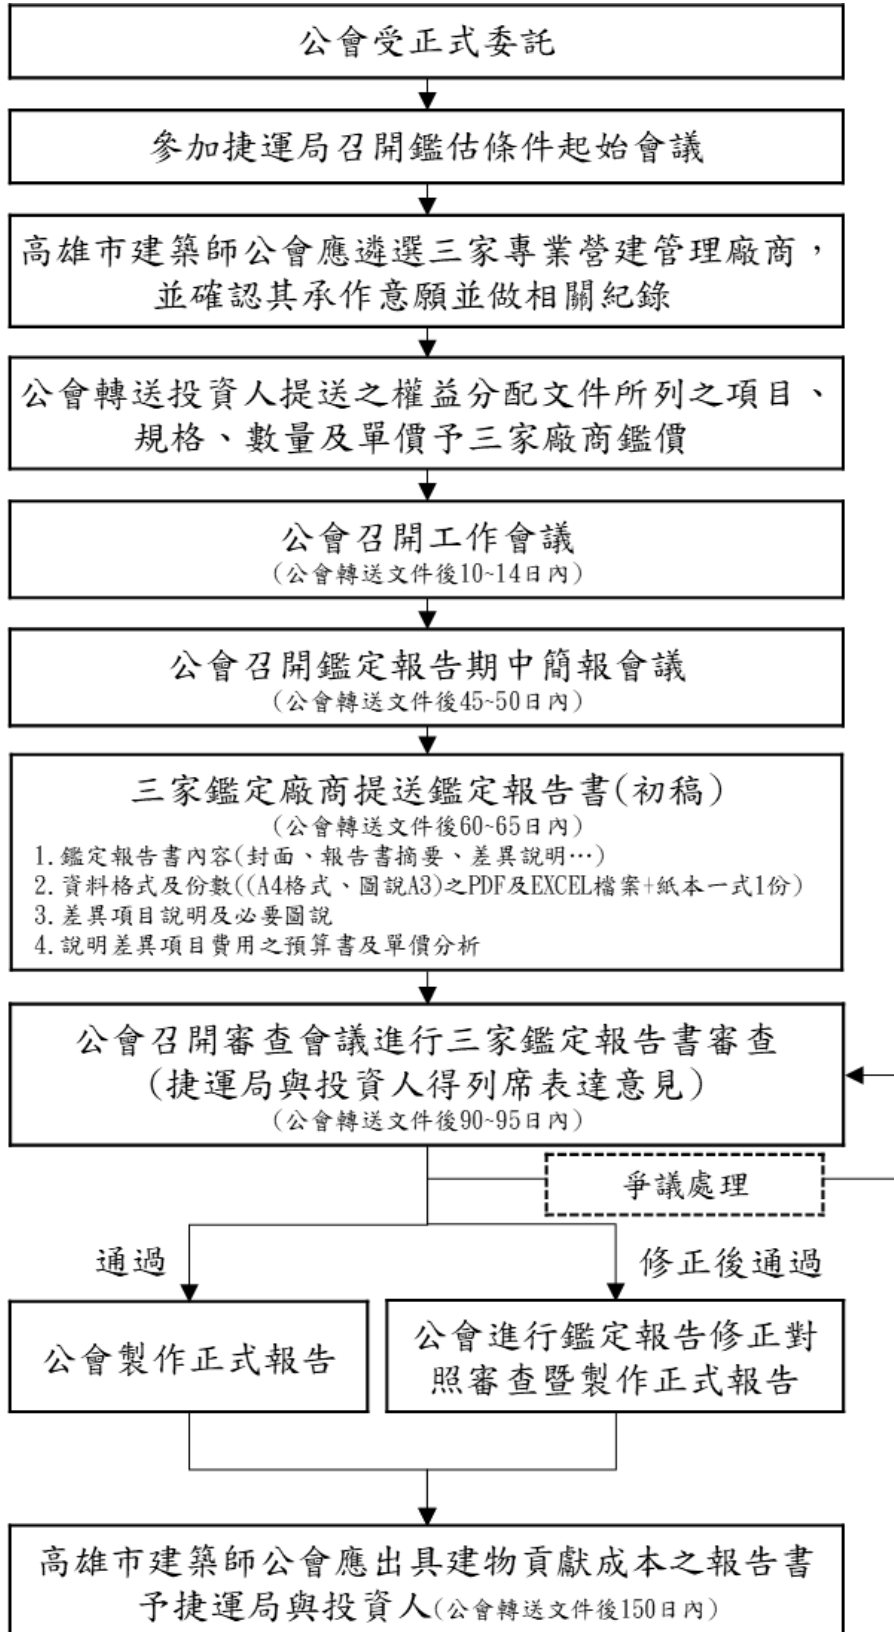 公會受正式委託
參加捷運局召開鑑估條件起始會議
高雄市建築師公會應遴選三家專業營建管理廠商，
並確認其承作意願並做相關紀錄
公會轉送投資人提送之權益分配文件所列之項目、
規格、數量及單價予三家廠商鑑價
公會召開工作會議
(公會轉送文件後10~14日內)
公會召開鑑定報告期中簡報會議
(公會轉送文件後45~50日內)
三家鑑定廠商提送鑑定報告書(初稿)
(公會轉送文件後60~65日內)
1.鑑定報告書內容(封面、報告書摘要、差異說明…)
2.資料格式及份數((A4格式、圖說A3)之PDF及EXCEL檔案+紙本一式1份)
3.差異項目說明及必要圖說
4.說明差異項目費用之預算書及單價分析
公會召開審查會議進行三家鑑定報告書審查
(捷運局與投資人得列席表達意見)
(公會轉送文件後90~95日內)
爭議處理
通過
修正後通過
公會製作正式報告
公會進行鑑定報告修正對
照審查暨製作正式報告
高雄市建築師公會應出具建物貢獻成本之報告書
予捷運局與投資人(公會轉送文件後150日內)